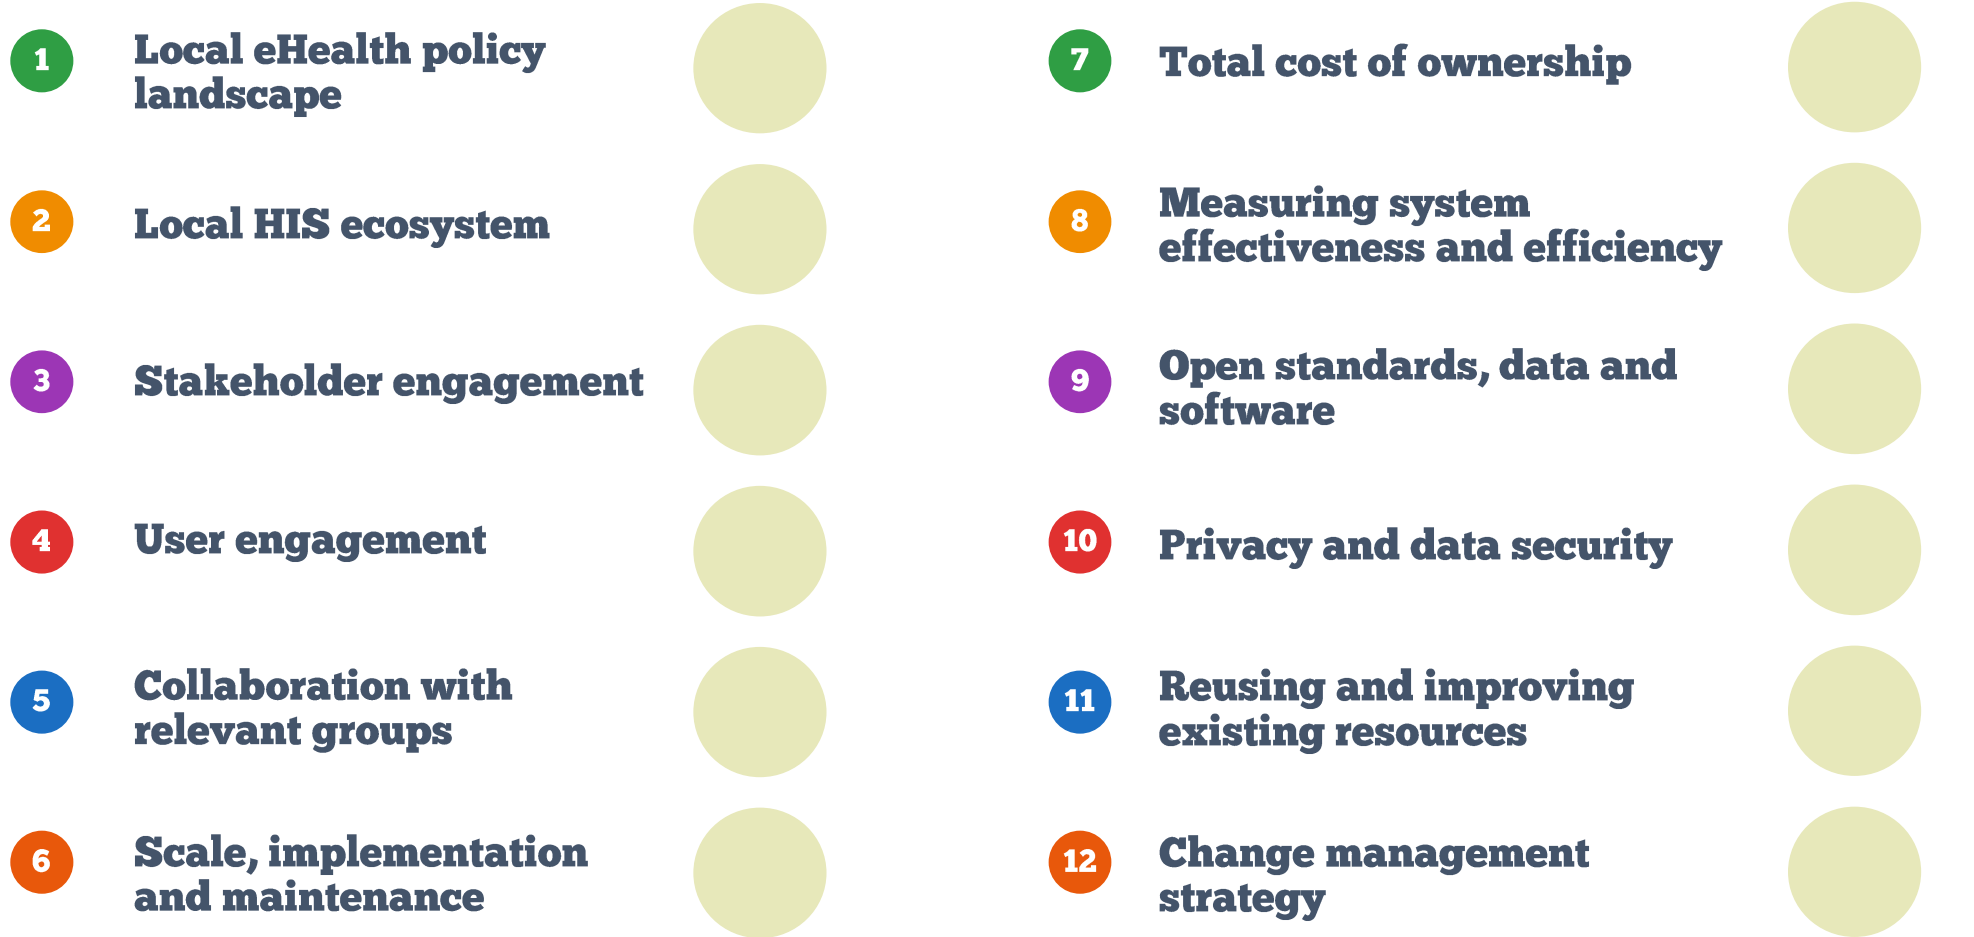 1
Local eHealth policy
landscape
2
Local HIS ecosystem
3
Stakeholder engagement
4
User engagement
5
Collaboration with
relevant groups
6
Scale, implementation
and maintenance
7
Total cost of ownership
8
Measuring system
effectiveness and efficiency
9
Open standards, data and
software
10
Privacy and data security
11
Reusing and improving
existing resources
12
Change management
strategy